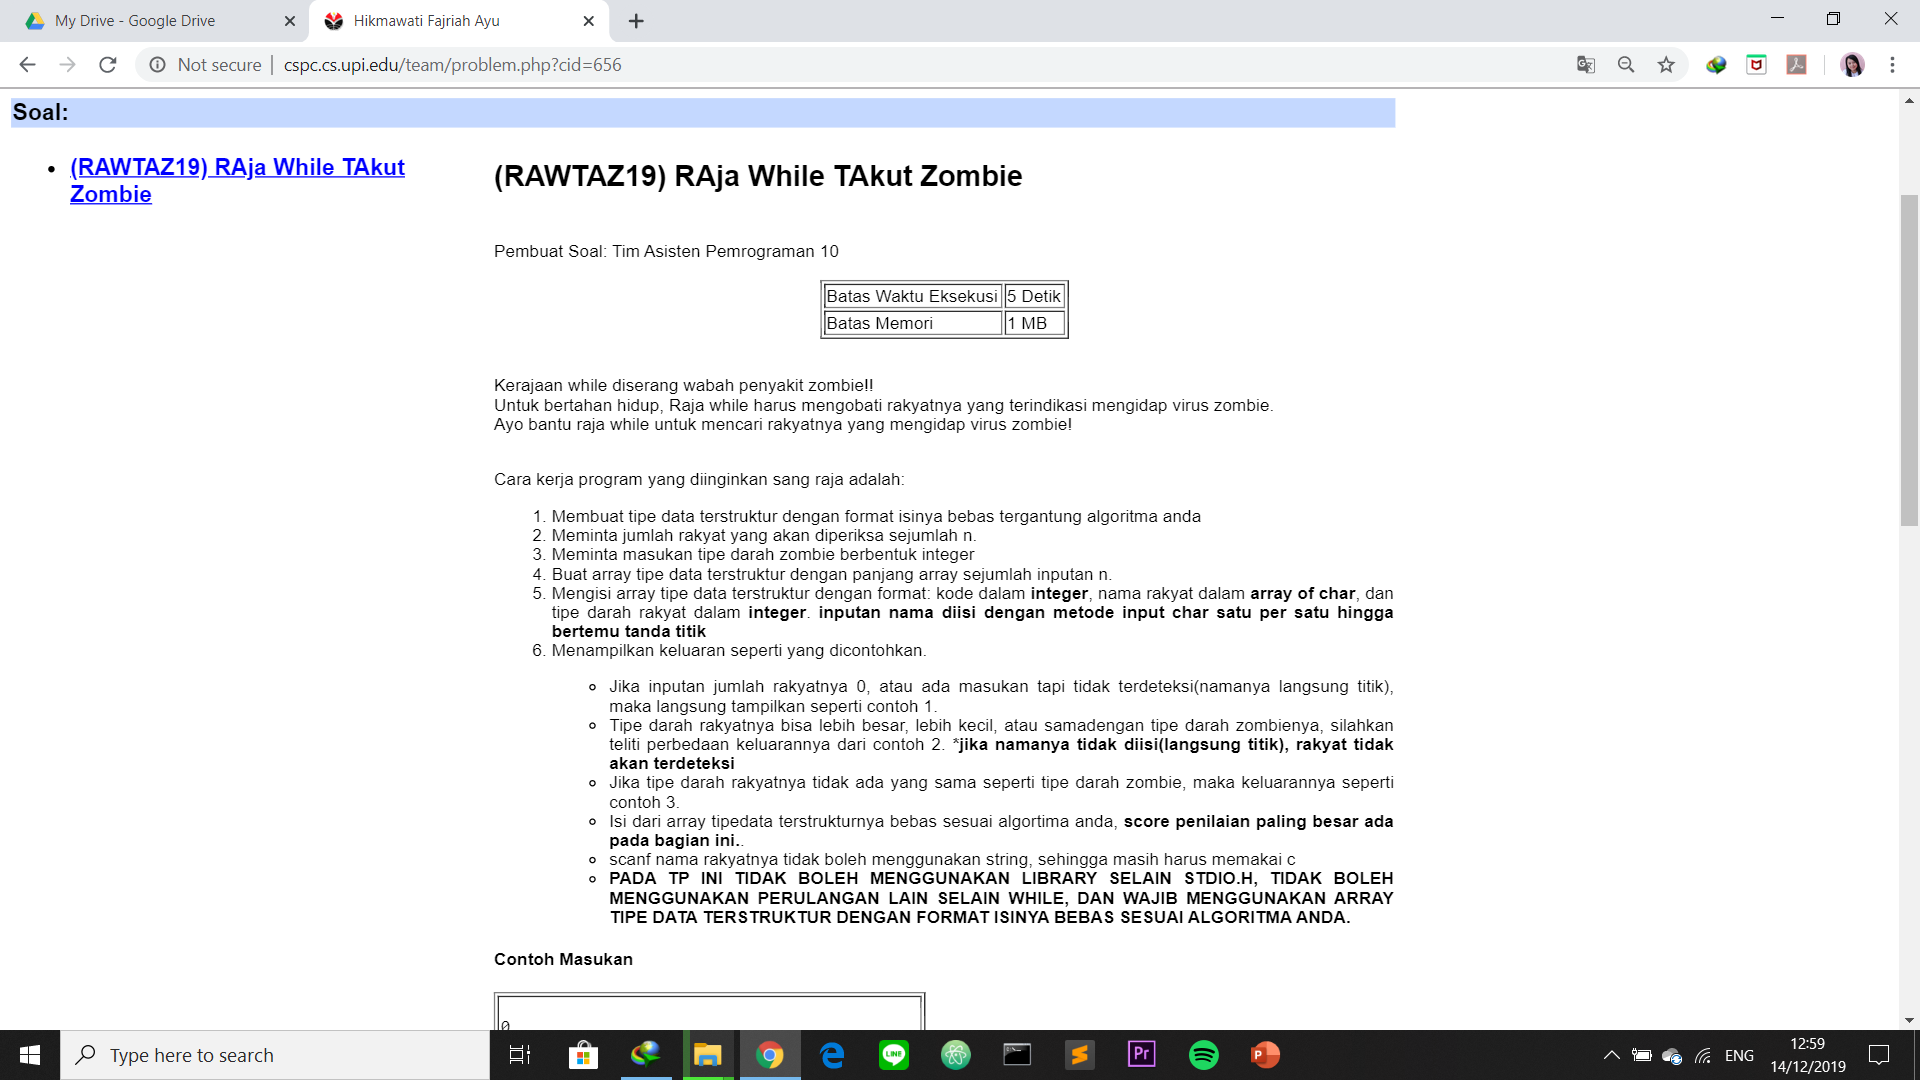 My Drive - Google Drive
Hikmawati Fajriah Ayu
Not secure | cspc.cs.upi.edu/team/problem.php?cid=656
Soal:
(RAWTAZ19) RAja While TAkut
Zombie
(RAWTAZ19) RAja While TAkut Zombie
Pembuat Soal: Tim Asisten Pemrograman 10
Batas Waktu Eksekusi 5 Detik
Batas Memori 1 MB
Kerajaan while diserang wabah penyakit zombie!!
Untuk bertahan hidup, Raja while harus mengobati rakyatnya yang terindikasi mengidap virus zombie.
Ayo bantu raja while untuk mencari rakyatnya yang mengidap virus zombie!
Cara kerja program yang diinginkan sang raja adalah:
1. Membuat tipe data terstruktur dengan format isinya bebas tergantung algoritma anda
2. Meminta jumlah rakyat yang akan diperiksa sejumlah n.
3. Meminta masukan tipe darah zombie berbentuk integer
4. Buat array tipe data terstruktur dengan panjang array sejumlah inputan n.
5. Mengisi array tipe data terstruktur dengan format: kode dalam integer, nama rakyat dalam array of char, dan
tipe darah rakyat dalam integer. inputan nama diisi dengan metode input char satu per satu hingga
bertemu tanda titik
6. Menampilkan keluaran seperti yang dicontohkan.
Jika inputan jumlah rakyatnya 0, atau ada masukan tapi tidak terdeteksi(namanya langsung titik),
maka langsung tampilkan seperti contoh 1.
Tipe darah rakyatnya bisa lebih besar, lebih kecil, atau samadengan tipe darah zombienya, silahkan
teliti perbedaan keluarannya dari contoh 2. *jika namanya tidak diisi(langsung titik), rakyat tidak
akan terdeteksi
Jika tipe darah rakyatnya tidak ada yang sama seperti tipe darah zombie, maka keluarannya seperti
contoh 3.
Isi dari array tipedata terstrukturnya bebas sesuai algortima anda, score penilaian paling besar ada
pada bagian ini..
scanf nama rakyatnya tidak boleh menggunakan string, sehingga masih harus memakai c
PADA TP INI TIDAK BOLEH MENGGUNAKAN LIBRARY SELAIN STDIO.H, TIDAK BOLEH
MENGGUNAKAN PERULANGAN LAIN SELAIN WHILE, DAN WAJIB MENGGUNAKAN ARRAY
TIPE DATA TERSTRUKTUR DENGAN FORMAT ISINYA BEBAS SESUAI ALGORITMA ANDA.
Contoh Masukan
0
Type here to search
LINE
Pr
ENG
12:59
14/12/2019